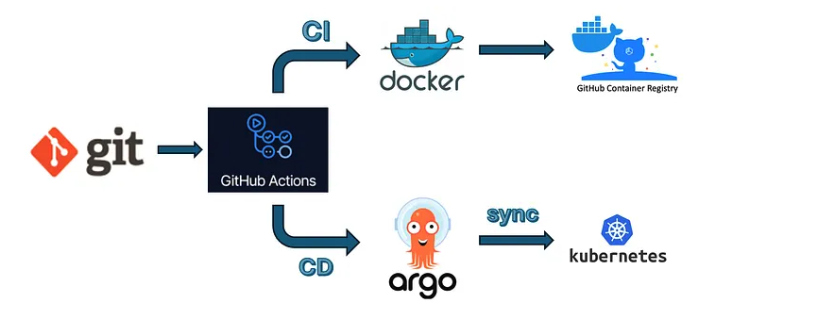 CI
docker
GitHub Container Registry
git
GitHub Actions
CD
argo
sync
kubernetes